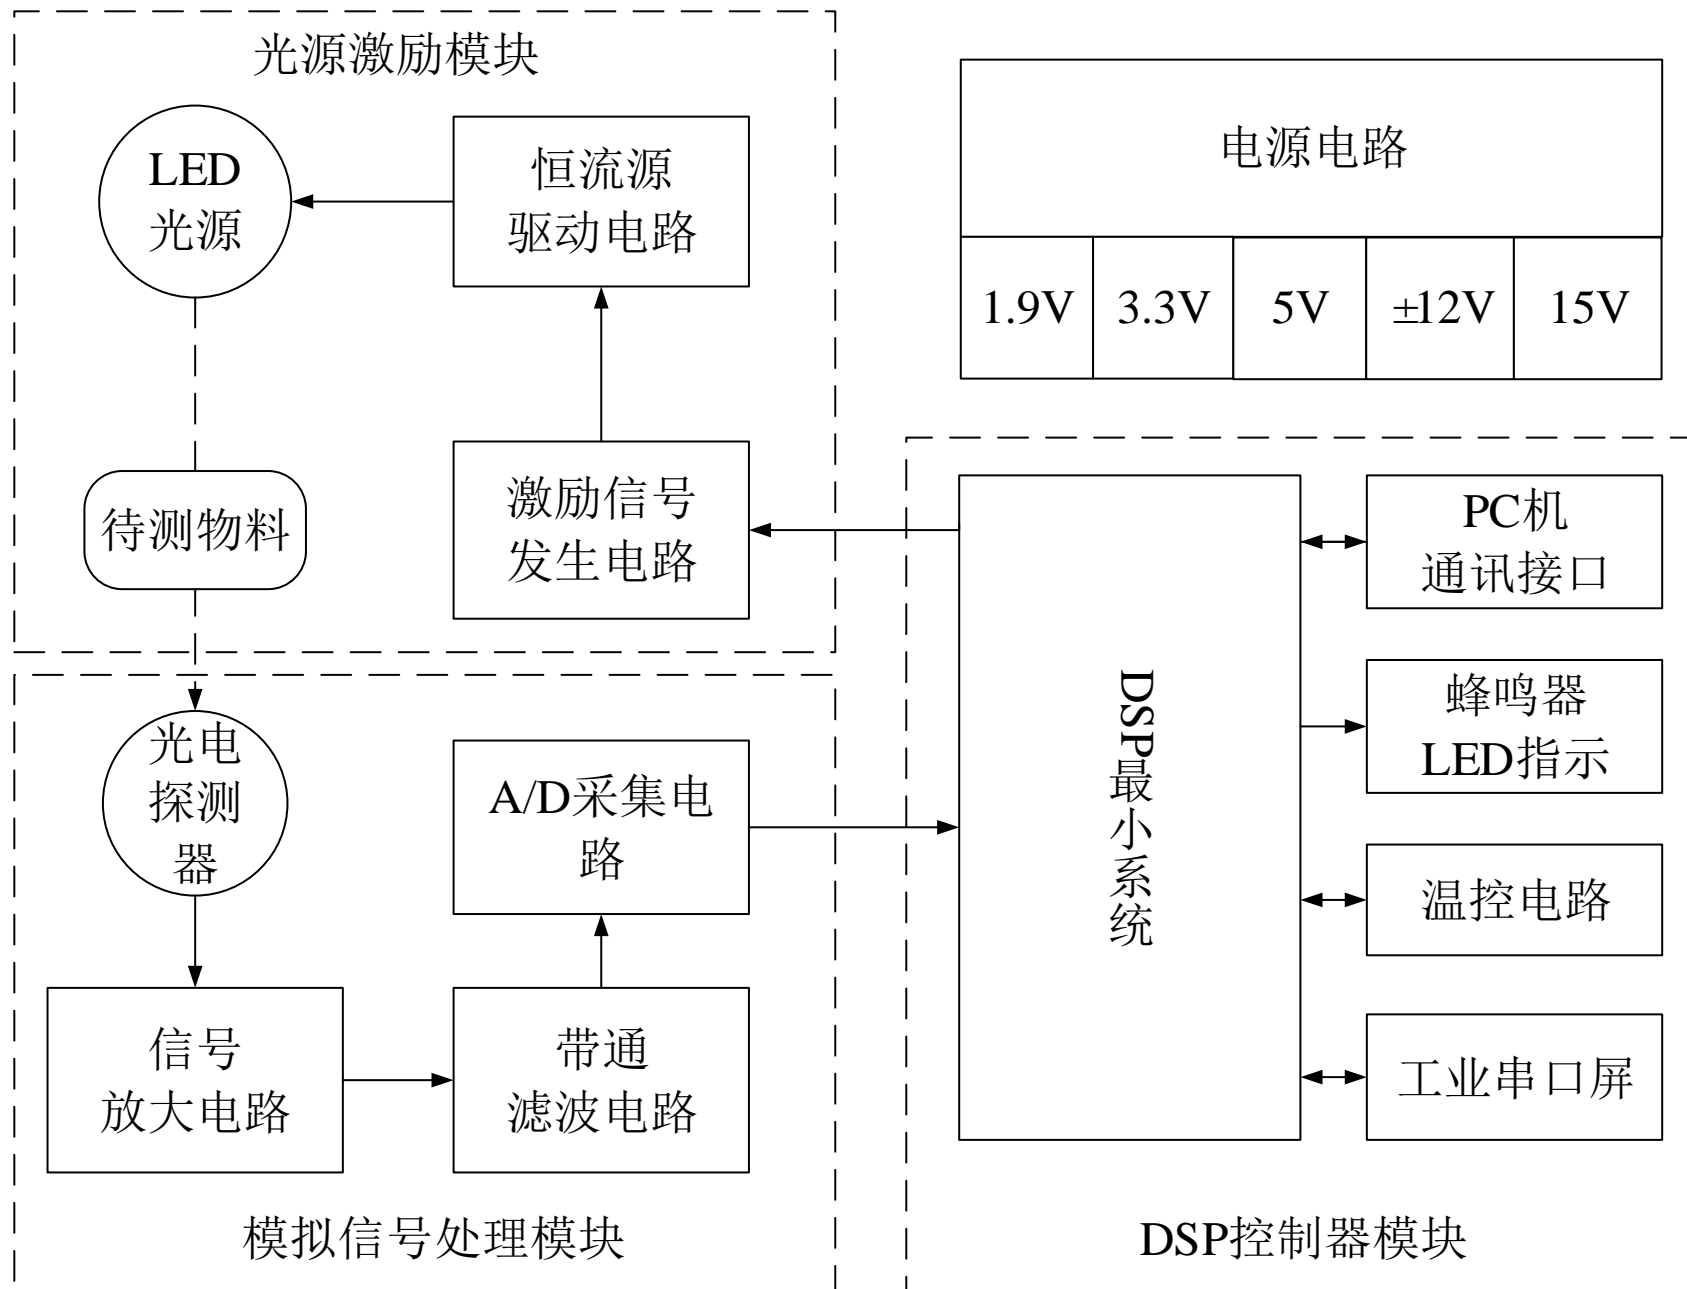 光源激励模块
LED
光源
恒流源
驱动电路
电源电路
1.9V
3.3V
5V
±12V
15V
待测物料
激励信号
发生电路
DSP最小系统
PC机
通讯接口
蜂鸣器
LED指示
温控电路
工业串口屏
光电
探测
器
A/D采集电
路
信号
放大电路
带通
滤波电路
模拟信号处理模块
DSP控制器模块